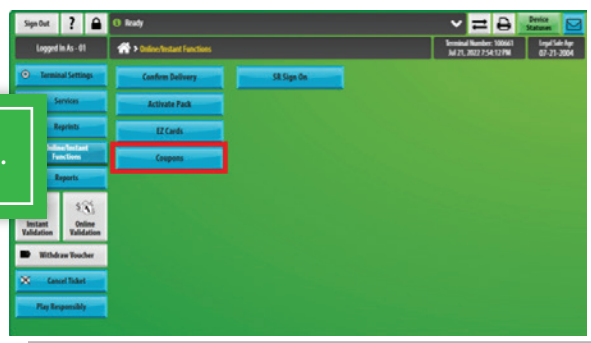 Sign Out ? Ready Device Statuses
Logged In As - 01 > Online/Instant Functions Terminal Number: 100661 Legal Sale Age
Jul 21, 2022 7:54:12 PM 07-21-2004
Terminal Settings Confirm Delivery SR Sign On
Services Activate Pack
Reprints EZ Cards
Online/Instant Functions Coupons
Reports
Instant Validation Online Validation
Withdraw Voucher
Cancel Ticket
Play Responsibly